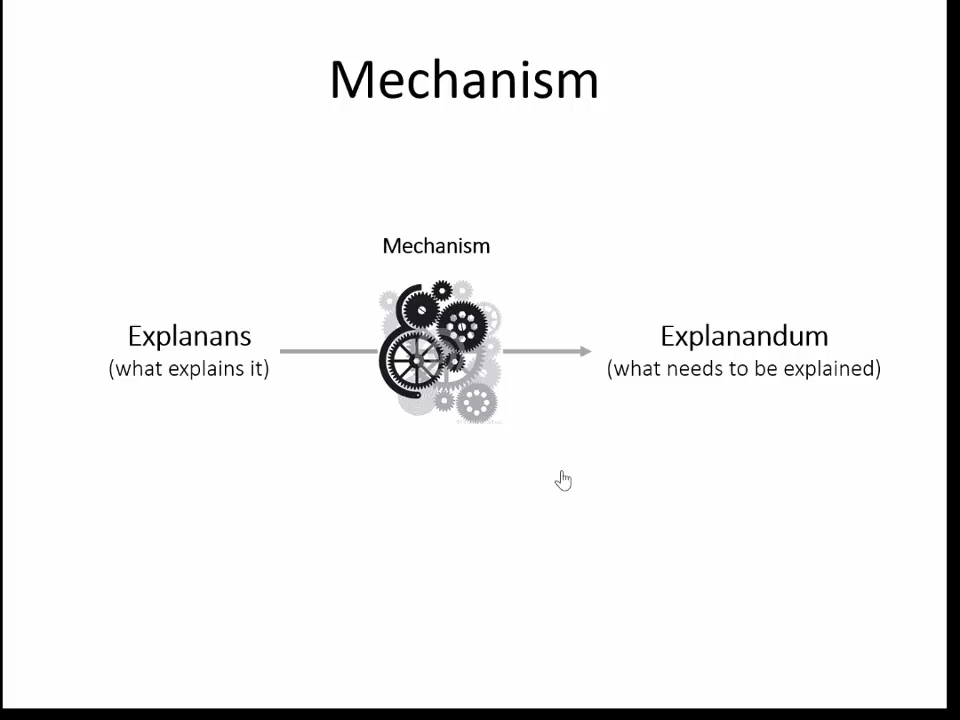 Mechanism
Mechanism
Explanans
(what explains it)
Explanandum
(what needs to be explained)